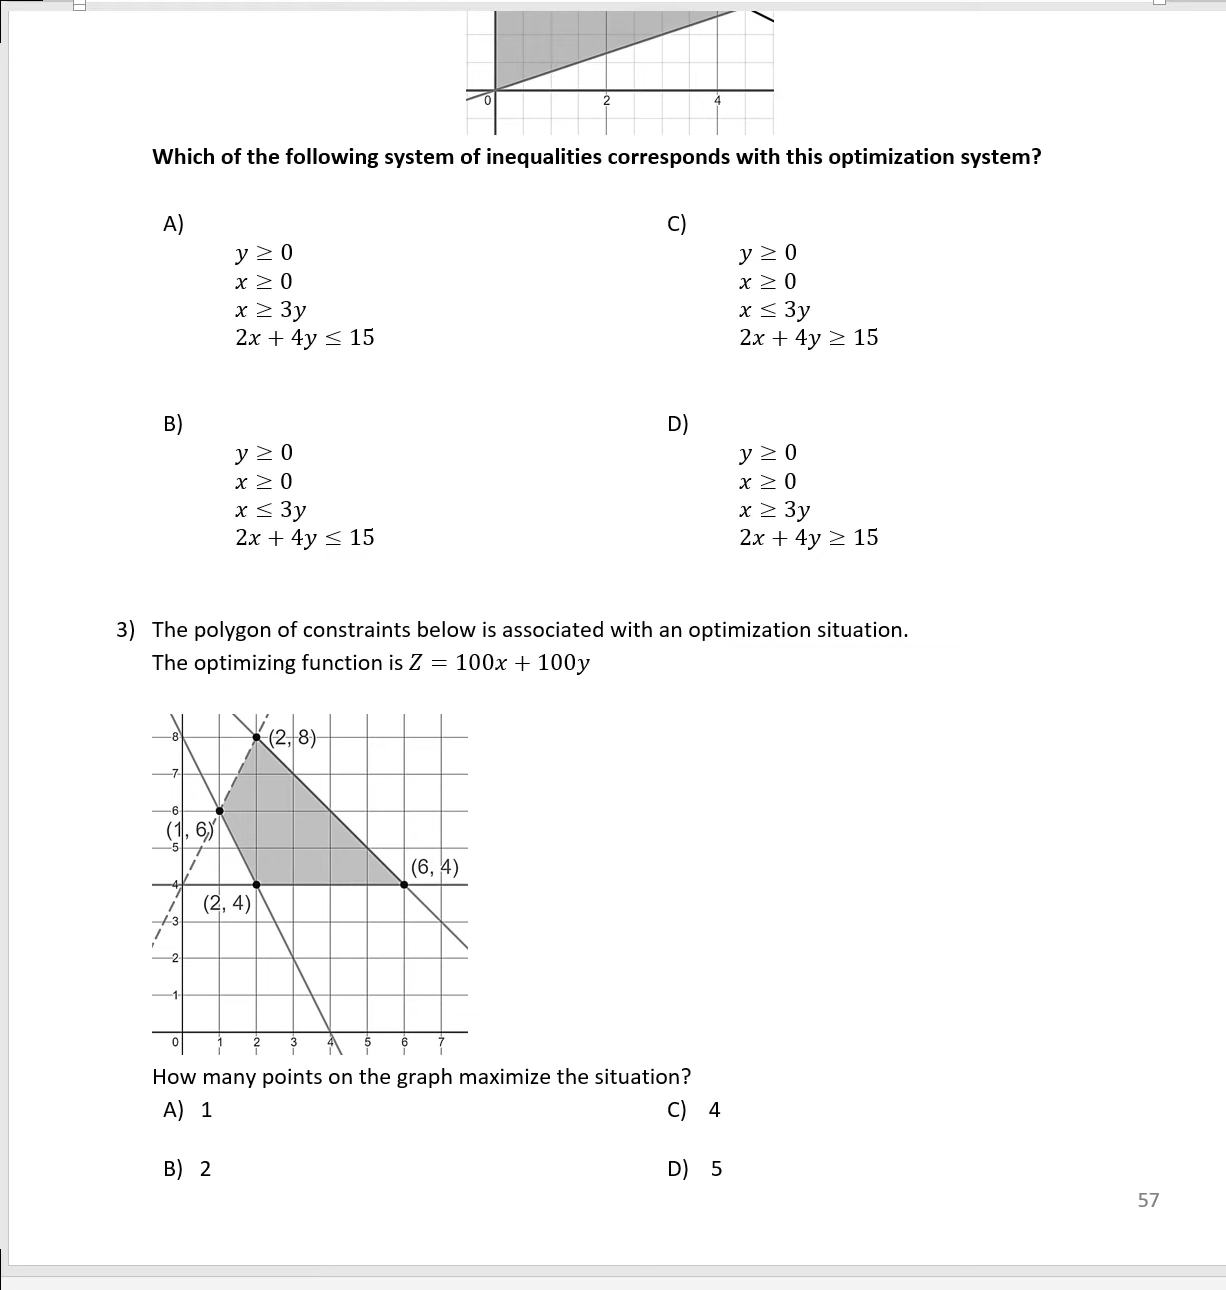 0 2 4
Which of the following system of inequalities corresponds with this optimization system?
A)
y ≥ 0
x ≥ 0
x ≥ 3y
2x + 4y ≤ 15
C)
y ≥ 0
x ≥ 0
x ≤ 3y
2x + 4y ≥ 15
B)
y ≥ 0
x ≥ 0
x ≤ 3y
2x + 4y ≤ 15
D)
y ≥ 0
x ≥ 0
x ≥ 3y
2x + 4y ≥ 15
3) The polygon of constraints below is associated with an optimization situation.
The optimizing function is Z = 100x + 100y
8 (2, 8)
7
6
(1, 6)
5
(6, 4)
4
(2, 4)
3
2
1
0 1 2 3 4 5 6 7
How many points on the graph maximize the situation?
A) 1 C) 4
B) 2 D) 5
57